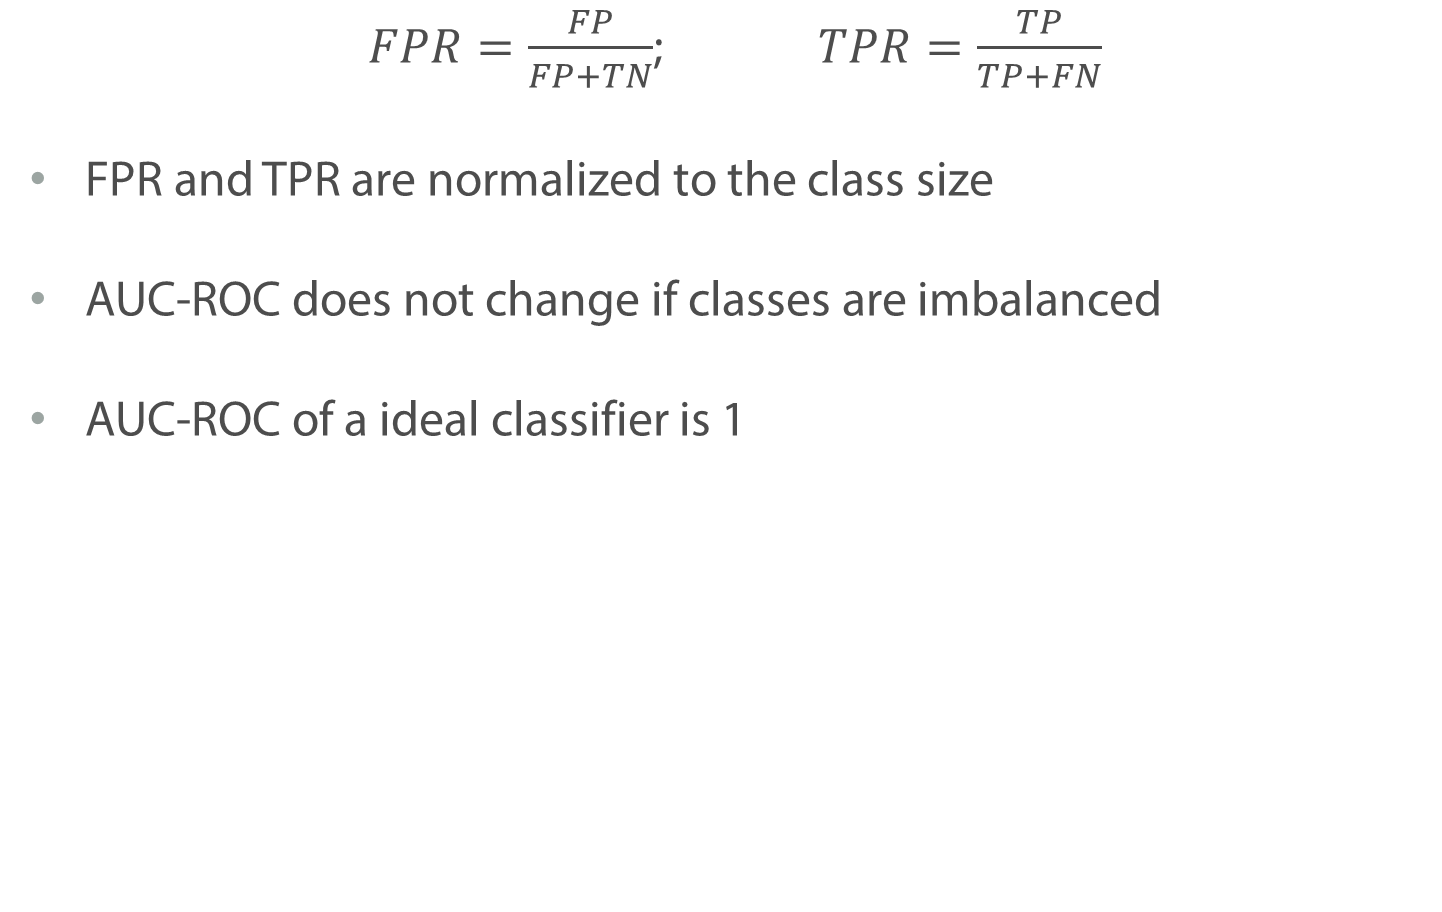 FPR = FP/(FP+TN); TPR = TP/(TP+FN)
• FPR and TPR are normalized to the class size
• AUC-ROC does not change if classes are imbalanced
• AUC-ROC of a ideal classifier is 1